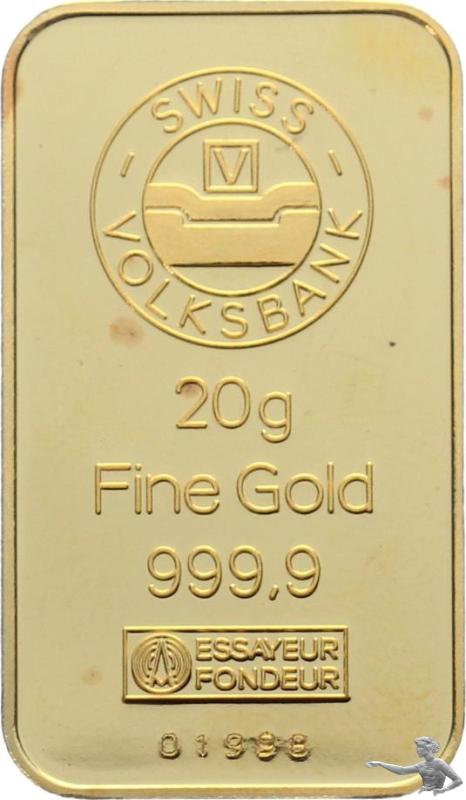 SWISS
V
VOLKSBANK
20g
Fine Gold
999,9
ESSAYEUR
FONDEUR